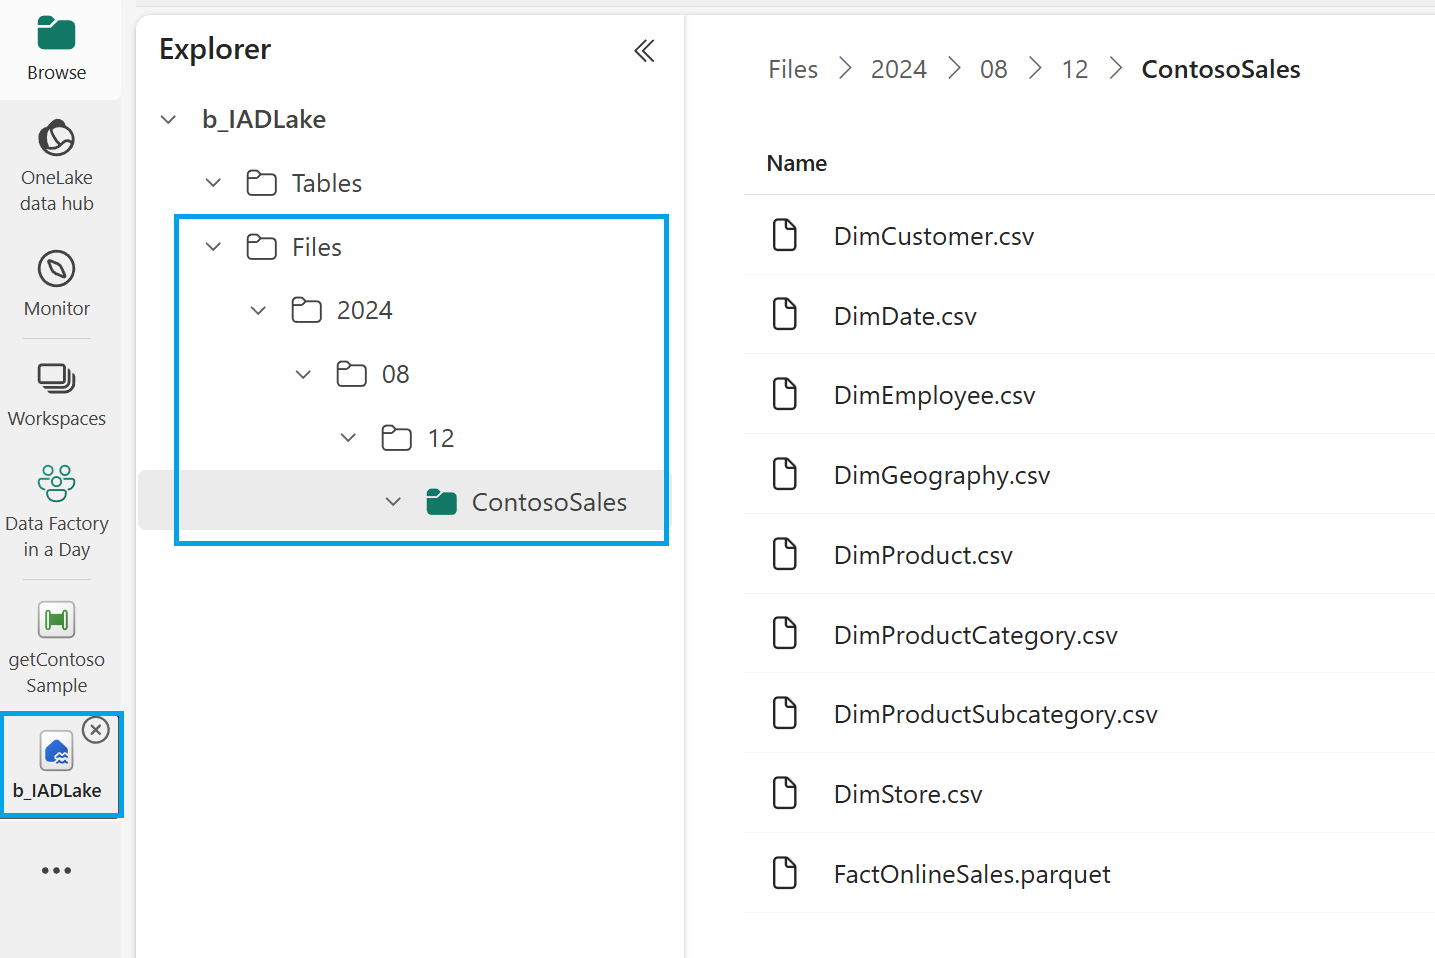 Browse
OneLake
data hub
Monitor
Workspaces
Data Factory
in a Day
getContoso
Sample
b_IADLake
Explorer
b_IADLake
Tables
Files
2024
08
12
ContosoSales
Files > 2024 > 08 > 12 > ContosoSales
Name
DimCustomer.csv
DimDate.csv
DimEmployee.csv
DimGeography.csv
DimProduct.csv
DimProductCategory.csv
DimProductSubcategory.csv
DimStore.csv
FactOnlineSales.parquet